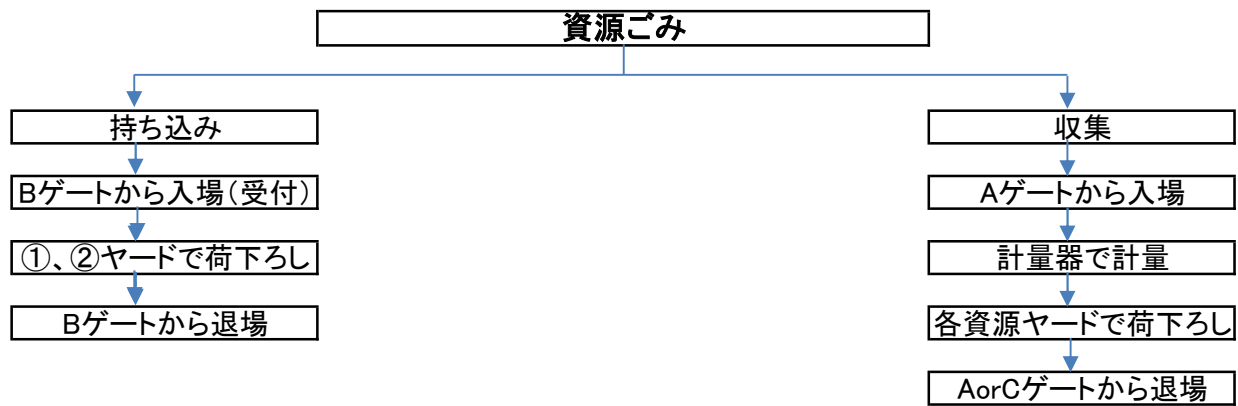 資源ごみ
持ち込み
Bゲートから入場(受付)
①、②ヤードで荷下ろし
Bゲートから退場
収集
Aゲートから入場
計量器で計量
各資源ヤードで荷下ろし
AorCゲートから退場